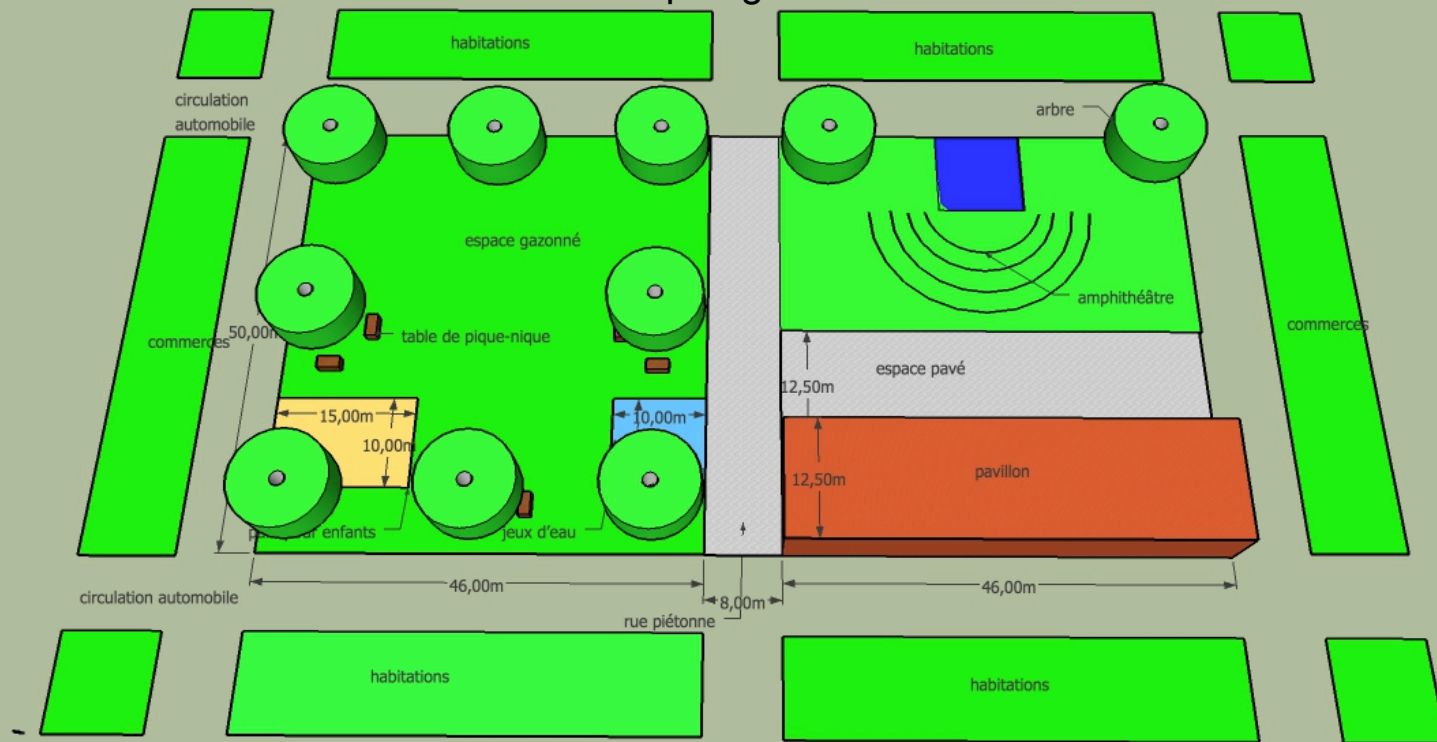 habitations
habitations
circulation
automobile
arbre
espace gazonné
amphithéâtre
commerces
50,00m
table de pique-nique
commerces
espace pavé
12,50m
15,00m
10,00m
10,00m
12,50m
pavillon
enfants
jeux d'eau
46,00m
8,00m
46,00m
circulation automobile
rue piétonne
habitations
habitations